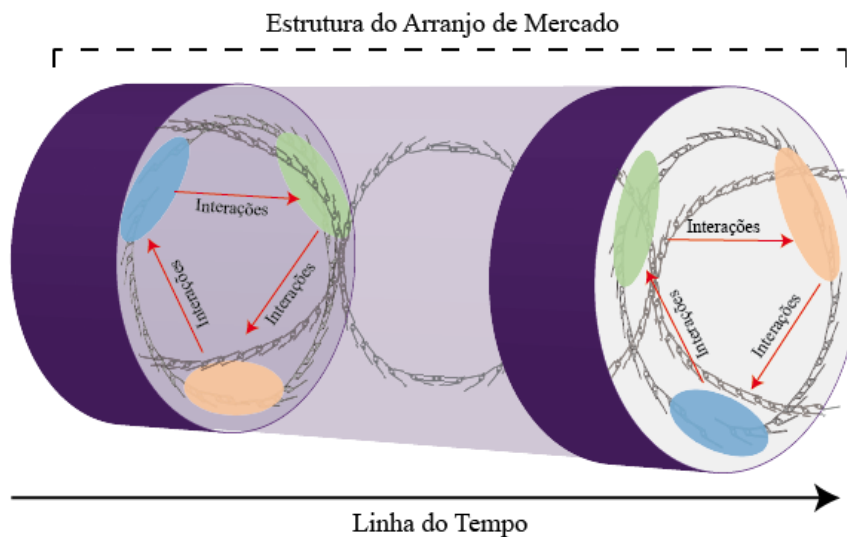 Estrutura do Arranjo de Mercado
Interações
Interações
Interações
Interações
Interações
Interações
Linha do Tempo